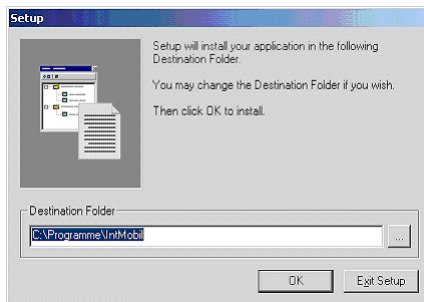 Setup
Setup will install your application in the following
Destination Folder.
You may change the Destination Folder if you wish.
Then click OK to install.
Destination Folder
C:\Programme\IntMobil
...
OK
Exit Setup